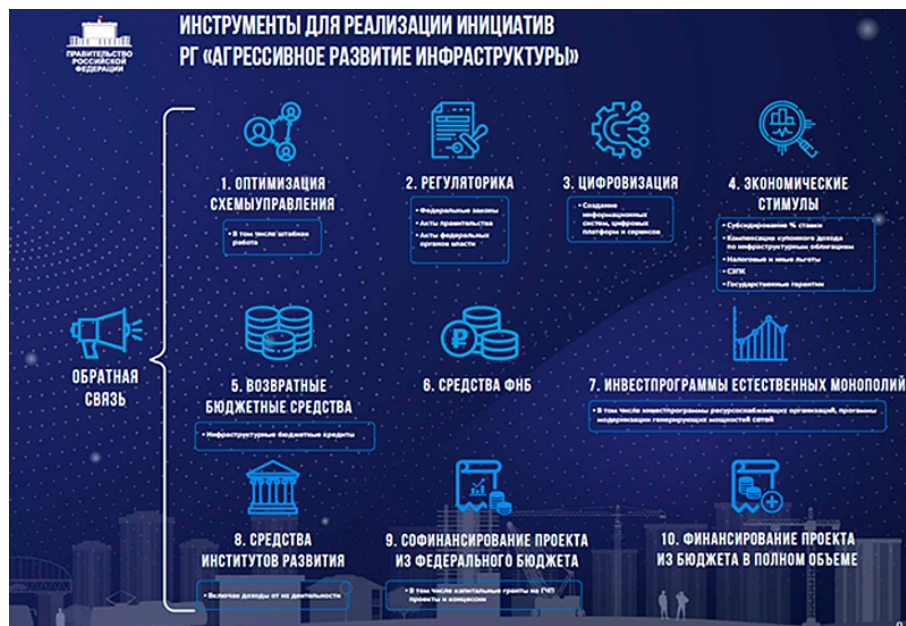 ПРАВИТЕЛЬСТВО
РОССИЙСКОЙ
ФЕДЕРАЦИИ
ИНСТРУМЕНТЫ ДЛЯ РЕАЛИЗАЦИИ ИНИЦИАТИВ
РГ «АГРЕССИВНОЕ РАЗВИТИЕ ИНФРАСТРУКТУРЫ»
1. ОПТИМИЗАЦИЯ
СХЕМЫУПРАВЛЕНИЯ
• В том числе штабная
работа
2. РЕГУЛЯТОРИКА
• Федеральные законы
• Акты правительства
• Акты федеральных
органов власти
3. ЦИФРОВИЗАЦИЯ
• Создание
информационных
систем, цифровых
платформ и сервисов
4. ЭКОНОМИЧЕСКИЕ
СТИМУЛЫ
• Субсидирование % ставки
• Компенсация купонного дохода
по инфраструктурным облигациям
• Налоговые и иные льготы
• СЗПК
• Государственные гарантии
ОБРАТНАЯ
СВЯЗЬ
5. ВОЗВРАТНЫЕ
БЮДЖЕТНЫЕ СРЕДСТВА
• Инфраструктурные бюджетные кредиты
6. СРЕДСТВА ФНБ
7. ИНВЕСТПРОГРАММЫ ЕСТЕСТВЕННЫХ МОНОПОЛИЙ
• В том числе инвестпрограммы ресурсоснабжающих организаций, програмы
модернизации генерирующих мощностей сетей
8. СРЕДСТВА
ИНСТИТУТОВ РАЗВИТИЯ
• Включая доходы от их деятельности
9. СОФИНАНСИРОВАНИЕ ПРОЕКТА
ИЗ ФЕДЕРАЛЬНОГО БЮДЖЕТА
• В том числе капитальные гранты на ГЧП
проекты и концессии
10. ФИНАНСИРОВАНИЕ ПРОЕКТА
ИЗ БЮДЖЕТА В ПОЛНОМ ОБЪЕМЕ